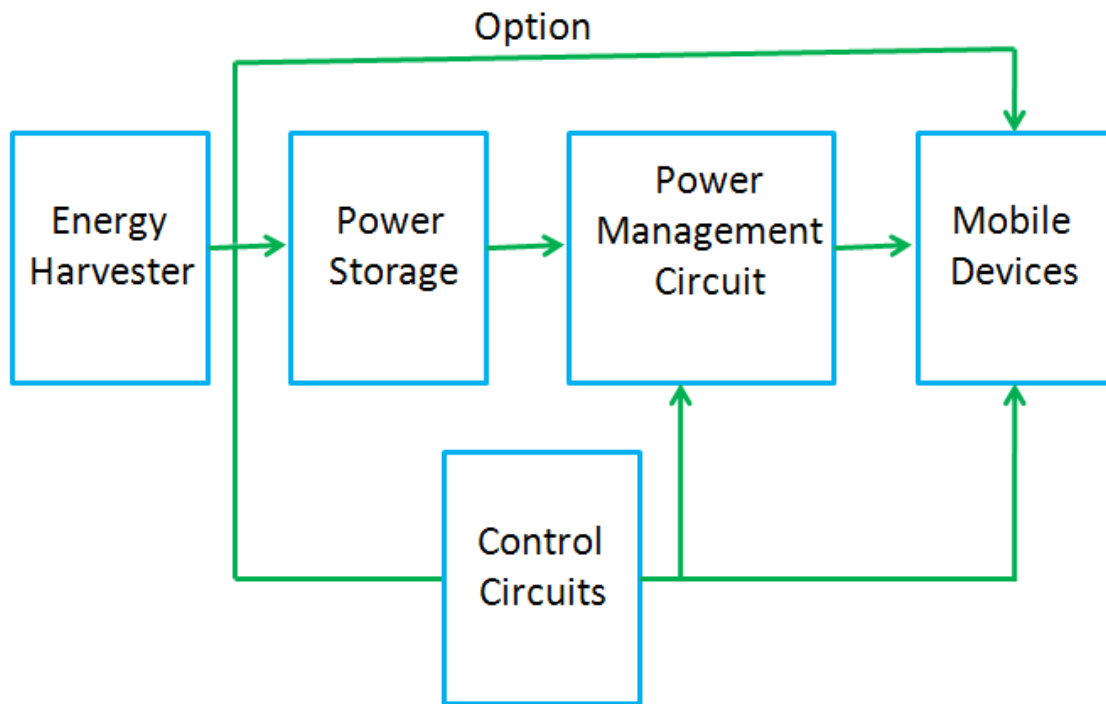 Option
Energy
Harvester
Power
Storage
Power
Management
Circuit
Mobile
Devices
Control
Circuits